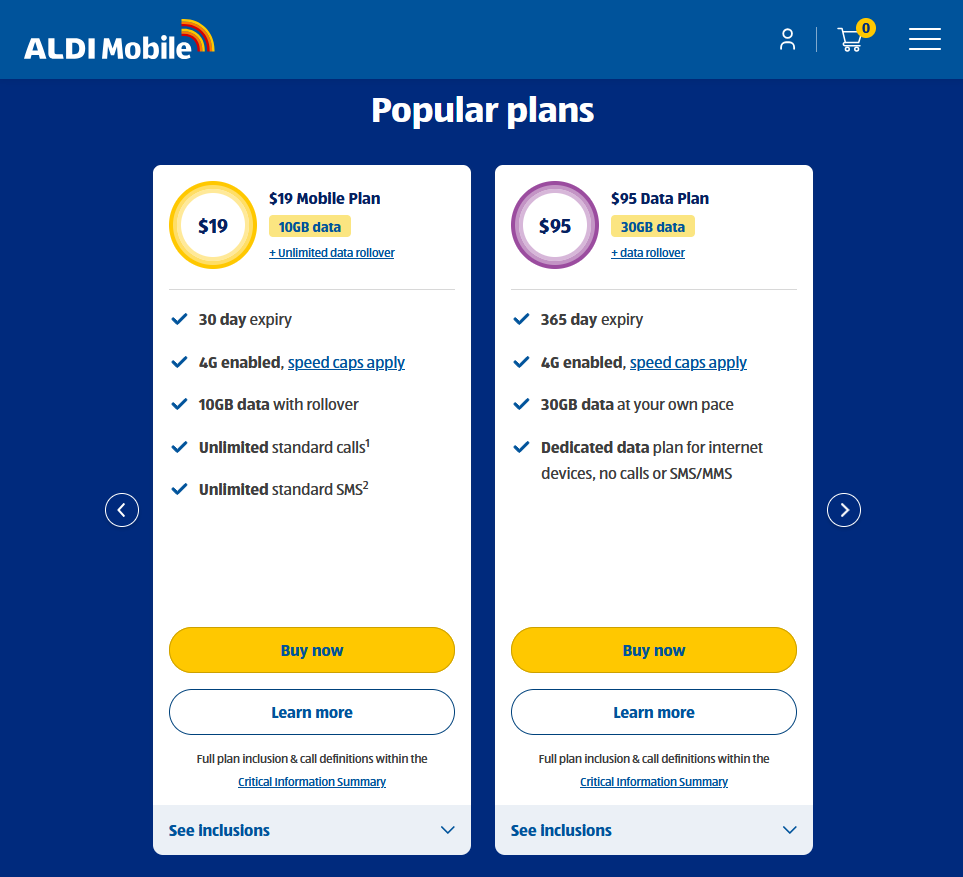 ALDI Mobile
0
Popular plans
$19
$19 Mobile Plan
10GB data
+ Unlimited data rollover
30 day expiry
4G enabled, speed caps apply
10GB data with rollover
Unlimited standard calls1
Unlimited standard SMS2
Buy now
Learn more
Full plan inclusion & call definitions within the
Critical Information Summary
See inclusions
$95
$95 Data Plan
30GB data
+ data rollover
365 day expiry
4G enabled, speed caps apply
30GB data at your own pace
Dedicated data plan for internet
devices, no calls or SMS/MMS
Buy now
Learn more
Full plan inclusion & call definitions within the
Critical Information Summary
See inclusions